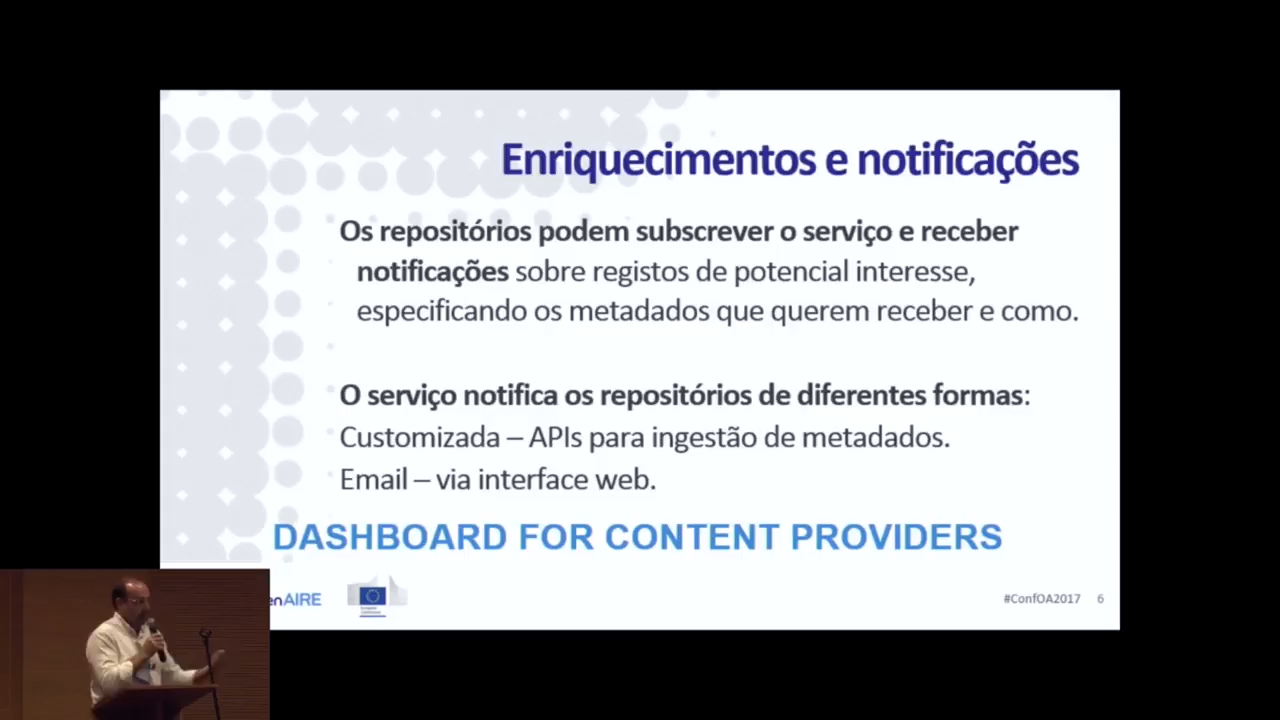 Enriquecimentos e notificações
Os repositórios podem subscrever o serviço e receber
notificações sobre registos de potencial interesse,
especificando os metadados que querem receber e como.
O serviço notifica os repositórios de diferentes formas:
Customizada – APIs para ingestão de metadados.
Email – via interface web.
DASHBOARD FOR CONTENT PROVIDERS
enAIRE
#ConfOA2017 6